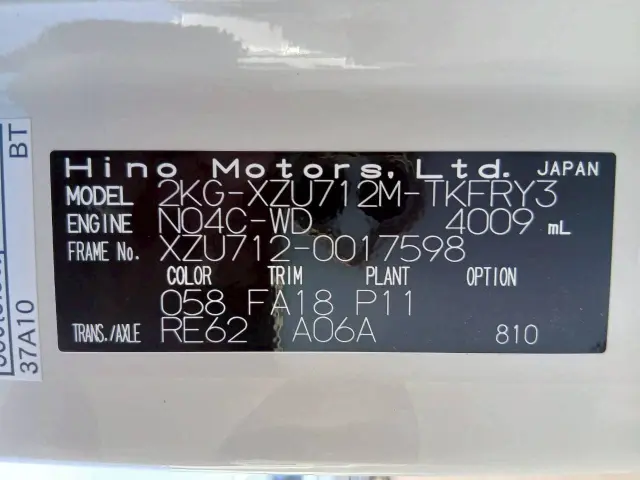 Hino Motors, Ltd. JAPAN
MODEL 2KG-XZU712M-TKFRY3
ENGINE N04C-WD 4009 mL
FRAME No. XZU712-0017598
COLOR TRIM PLANT OPTION
058 FA18 P11
TRANS./AXLE RE62 A06A 810
BT
37A10